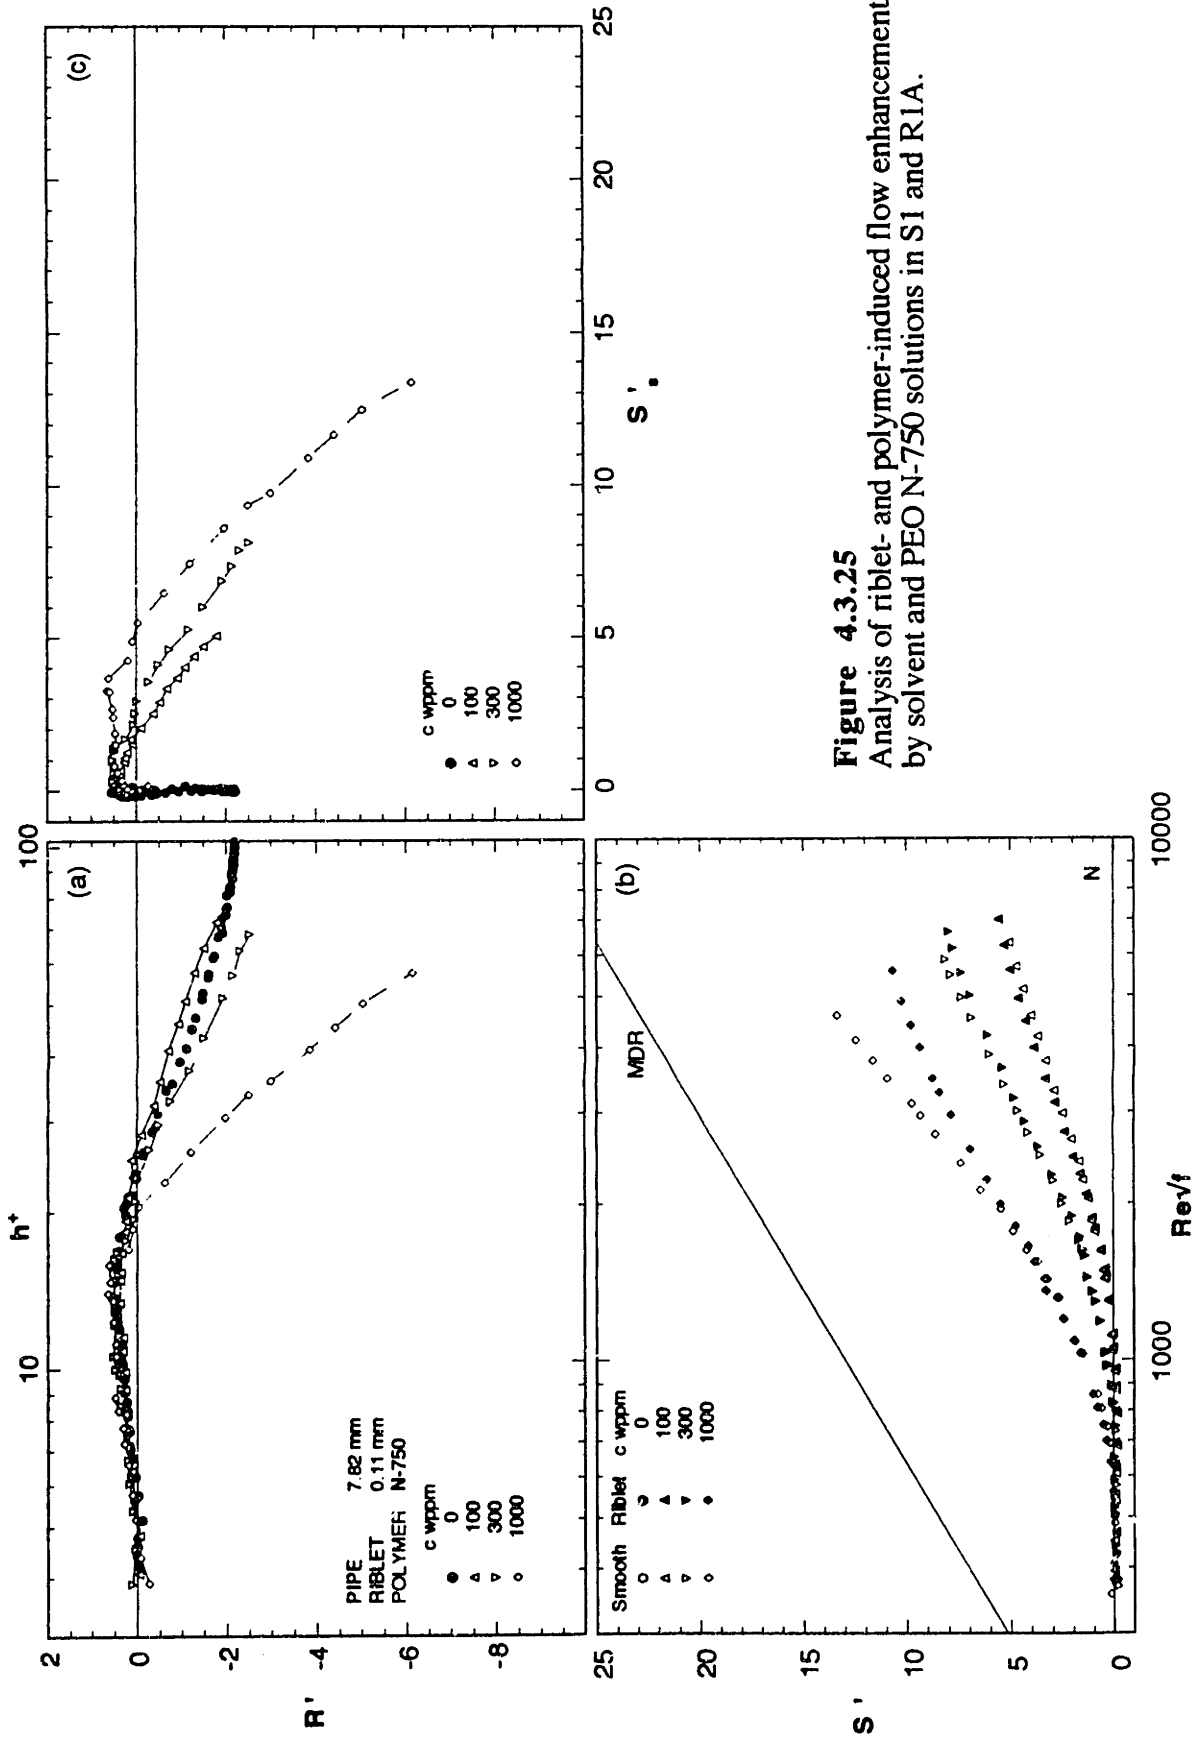 h⁺
10
100
(a)
2
0
-2
-4
-6
-8
R'
PIPE 7.82 mm
RIBLET 0.11 mm
POLYMER N-750
c wppm
● 0
△ 100
▽ 300
◇ 1000
(c)
c wppm
● 0
△ 100
▽ 300
◇ 1000
0
5
10
15
20
25
S's
(b)
25
20
15
10
5
0
S'
Smooth Riblet c wppm
0
△ ▲ 100
▽ ▼ 300
◇ ◆ 1000
MDR
N
1000
10000
Re√f
Figure 4.3.25
Analysis of riblet- and polymer-induced flow enhancement
by solvent and PEO N-750 solutions in S1 and R1A.